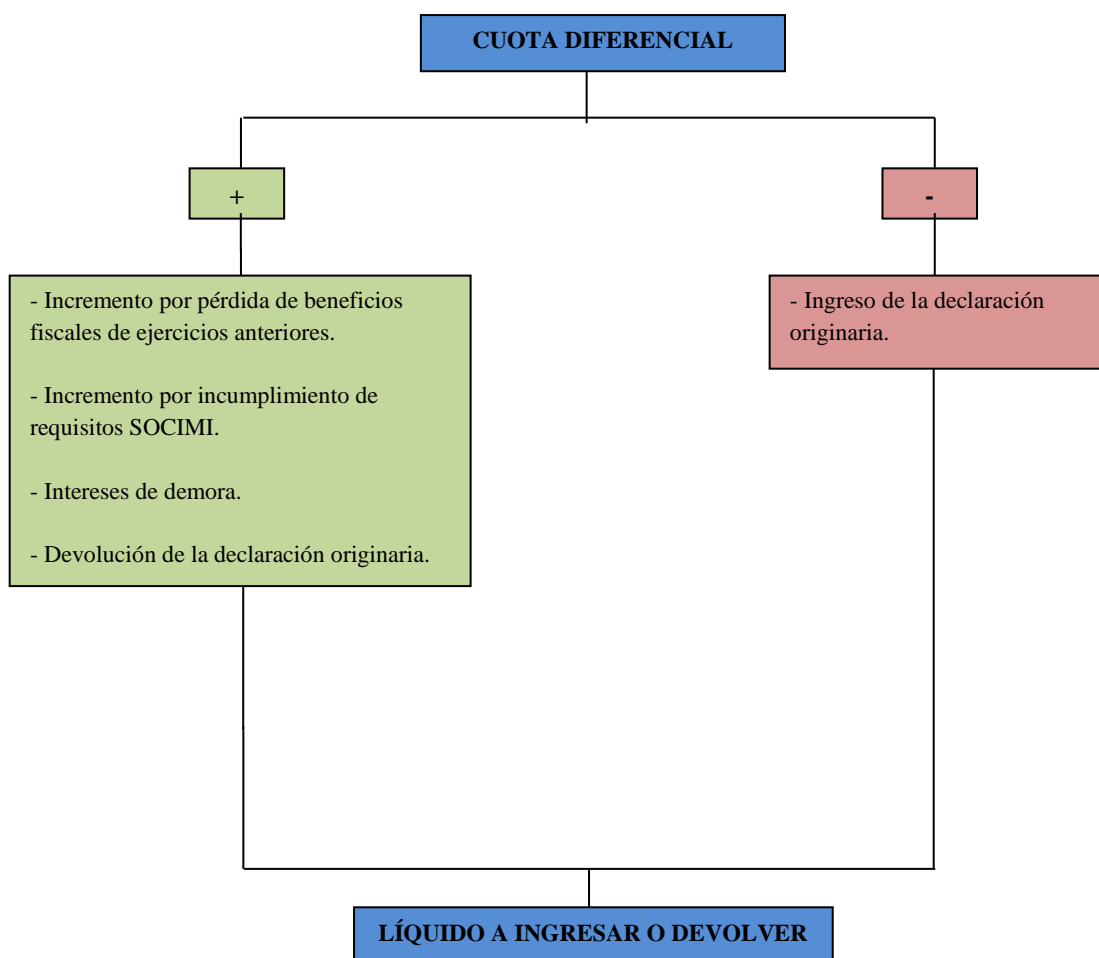 CUOTA DIFERENCIAL
+
-
- Incremento por pérdida de beneficios
fiscales de ejercicios anteriores.
- Incremento por incumplimiento de
requisitos SOCIMI.
- Intereses de demora.
- Devolución de la declaración originaria.
- Ingreso de la declaración
originaria.
LÍQUIDO A INGRESAR O DEVOLVER